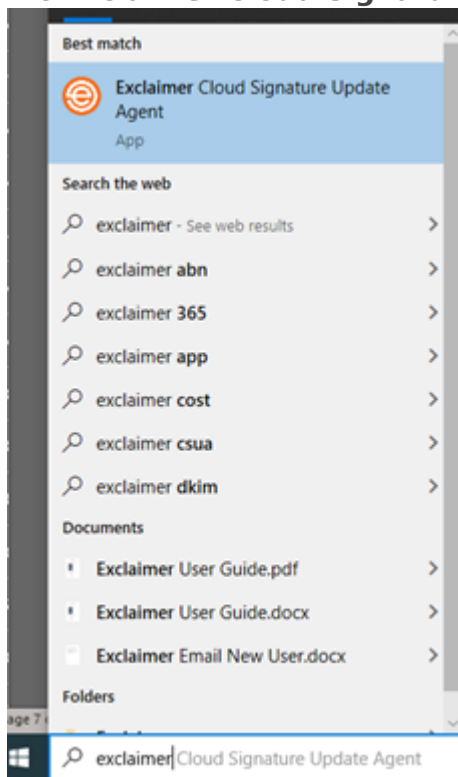 Best match
Exclaimer Cloud Signature Update
Agent
App
Search the web
exclaimer - See web results
exclaimer abn
exclaimer 365
exclaimer app
exclaimer cost
exclaimer csua
exclaimer dkim
Documents
Exclaimer User Guide.pdf
Exclaimer User Guide.docx
Exclaimer Email New User.docx
Folders
age 7
exclaimer Cloud Signature Update Agent